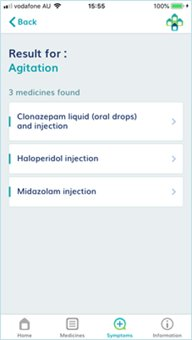 vodafone AU
15:55
100%
Back
Result for :
Agitation
3 medicines found
Clonazepam liquid (oral drops)
and injection
Haloperidol injection
Midazolam injection
Home Medicines Symptoms Information